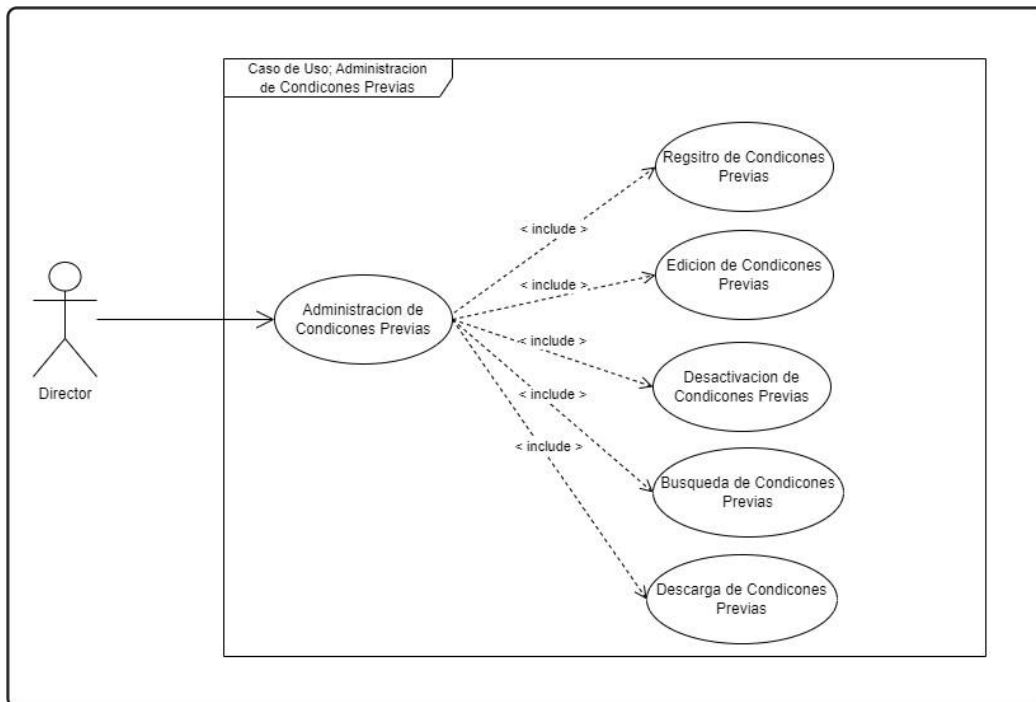 Caso de Uso; Administracion
de Condicones Previas
Regsitro de Condicones
Previas
< include >
Edicion de Condicones
Previas
< include >
Administracion de
Condicones Previas
< include >
Desactivacion de
Condicones Previas
Director
< include >
< include >
Busqueda de Condicones
Previas
Descarga de Condicones
Previas